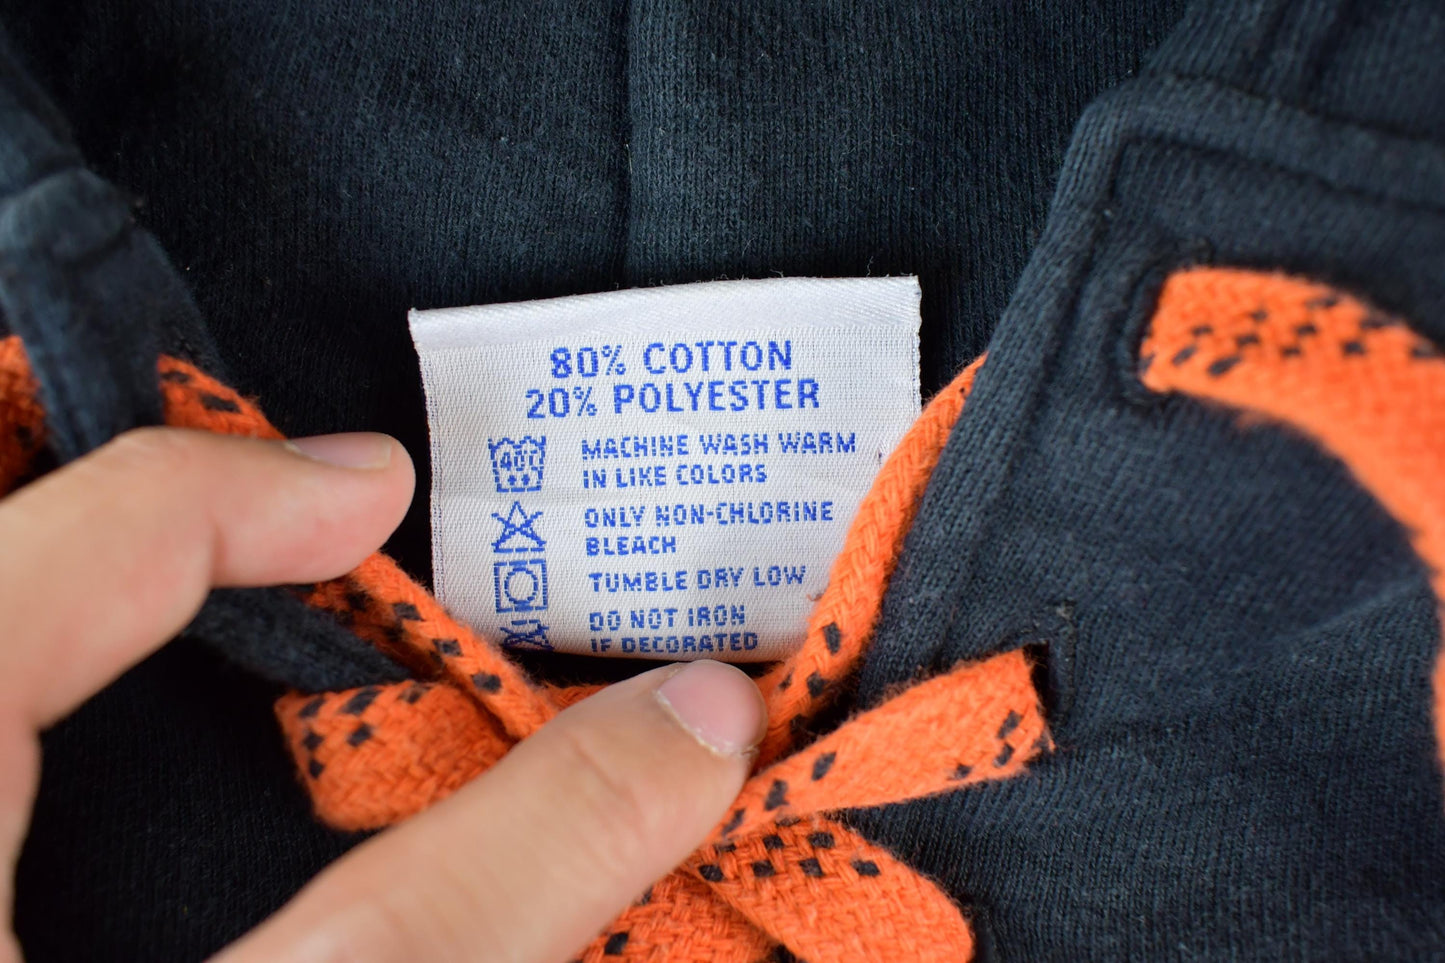 80% COTTON
20% POLYESTER
40°
MACHINE WASH WARM
IN LIKE COLORS
ONLY NON-CHLORINE
BLEACH
TUMBLE DRY LOW
DO NOT IRON
IF DECORATED